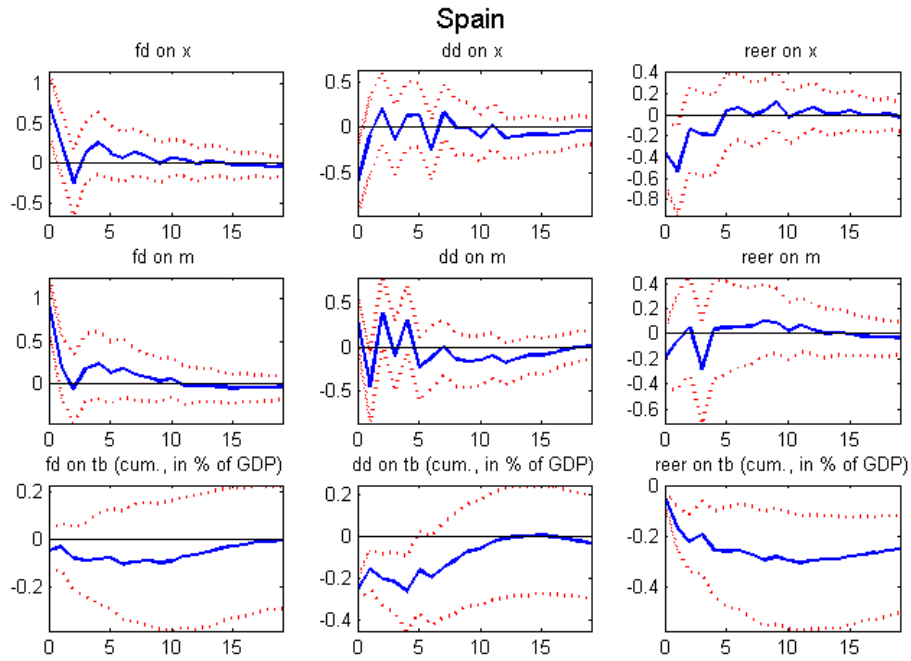 Spain
fd on x
dd on x
reer on x
1
0.5
0
-0.5
0 5 10 15
0.5
0
-0.5
0 5 10 15
0.4
0.2
0
-0.2
-0.4
-0.6
-0.8
0 5 10 15
fd on m
dd on m
reer on m
1
0.5
0
0 5 10 15
0.5
0
-0.5
0 5 10 15
0.4
0.2
0
-0.2
-0.4
-0.6
0 5 10 15
fd on tb (cum., in % of GDP)
dd on tb (cum., in % of GDP)
reer on tb (cum., in % of GDP)
0.2
0
-0.2
0 5 10 15
0.2
0
-0.2
-0.4
0 5 10 15
0
-0.2
-0.4
0 5 10 15